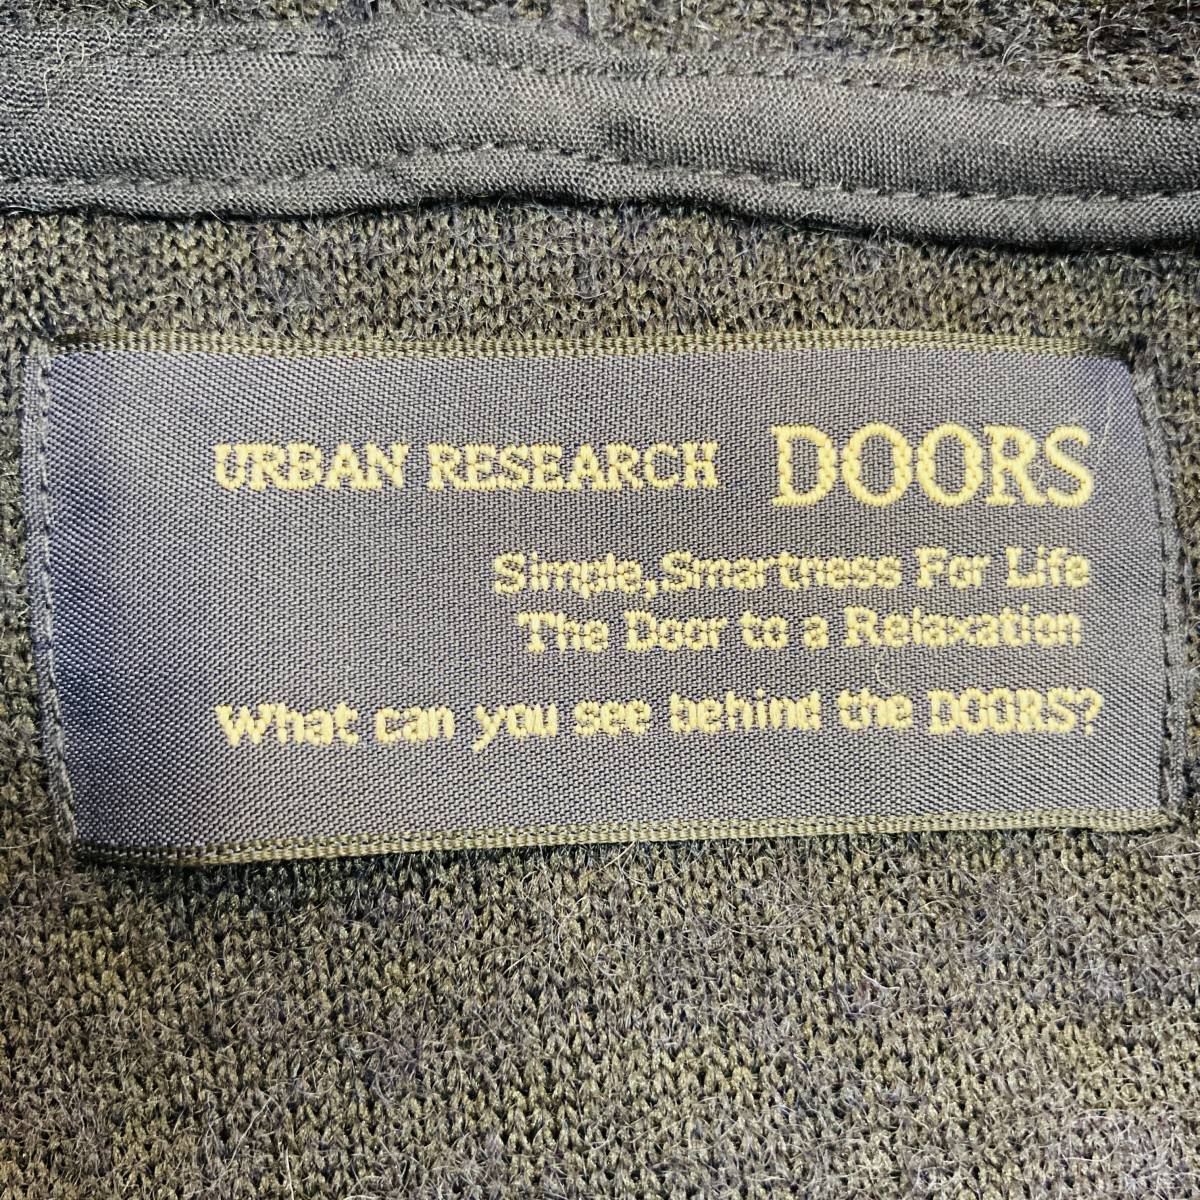 URBAN RESEARCH DOORS
Simple,Smartness For Life
The Door to a Relaxation
What can you see behind the DOORS?